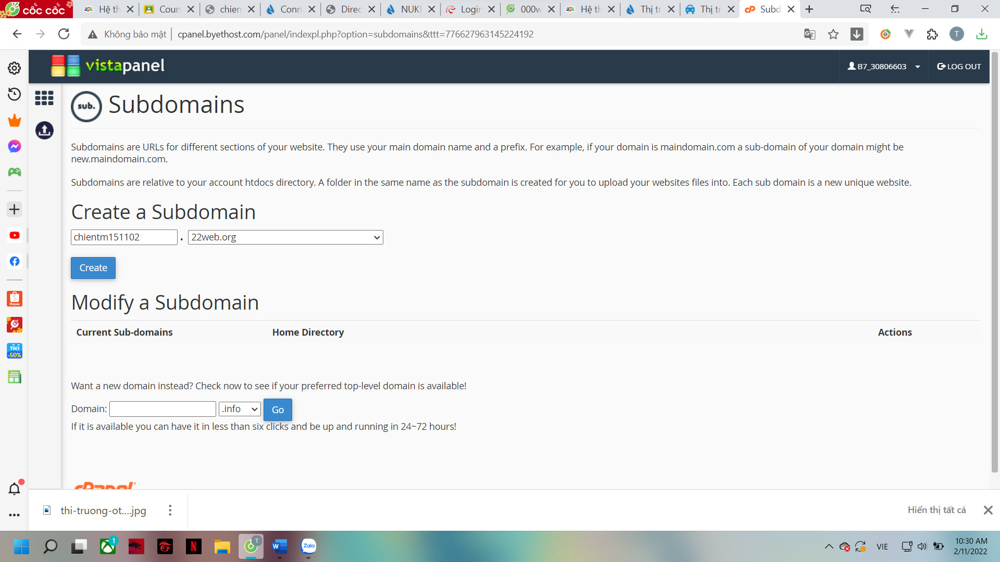 cốc cốc
Hệ th
Cours
chien
Conn
Direc
NUKE
Login
000w
Hệ th
Thị tr
Thị tr
Subd
Không bảo mật
cpanel.byethost.com/panel/indexpl.php?option=subdomains&ttt=776627963145224192
T
vistapanel
B7_30806603
LOG OUT
sub.
Subdomains
Subdomains are URLs for different sections of your website. They use your main domain name and a prefix. For example, if your domain is maindomain.com a sub-domain of your domain might be
new.maindomain.com.
Subdomains are relative to your account htdocs directory. A folder in the same name as the subdomain is created for you to upload your websites files into. Each sub domain is a new unique website.
Create a Subdomain
chientm151102 . 22web.org
Create
Modify a Subdomain
Current Sub-domains Home Directory Actions
Want a new domain instead? Check now to see if your preferred top-level domain is available!
Domain: .info Go
If it is available you can have it in less than six clicks and be up and running in 24~72 hours!
cPanel
Shopee
TIKI
-50%
thi-truong-ot....jpg
Hiển thị tất cả
1
T
N
W
Zalo
VIE
10:30 AM
2/11/2022